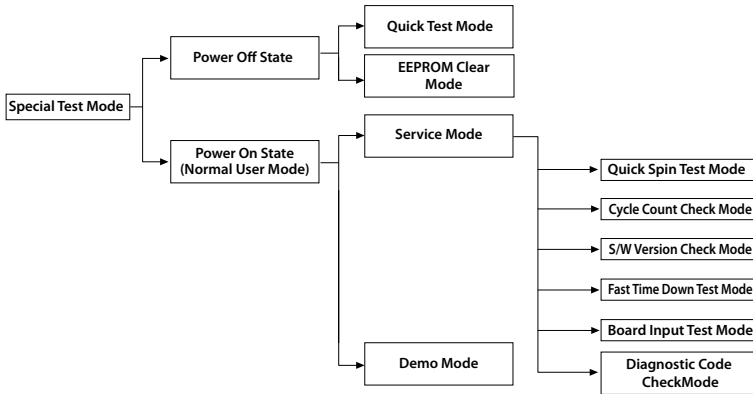 Special Test Mode
Power Off State
Quick Test Mode
EEPROM Clear
Mode
Power On State
(Normal User Mode)
Service Mode
Quick Spin Test Mode
Cycle Count Check Mode
S/W Version Check Mode
Fast Time Down Test Mode
Board Input Test Mode
Diagnostic Code
CheckMode
Demo Mode